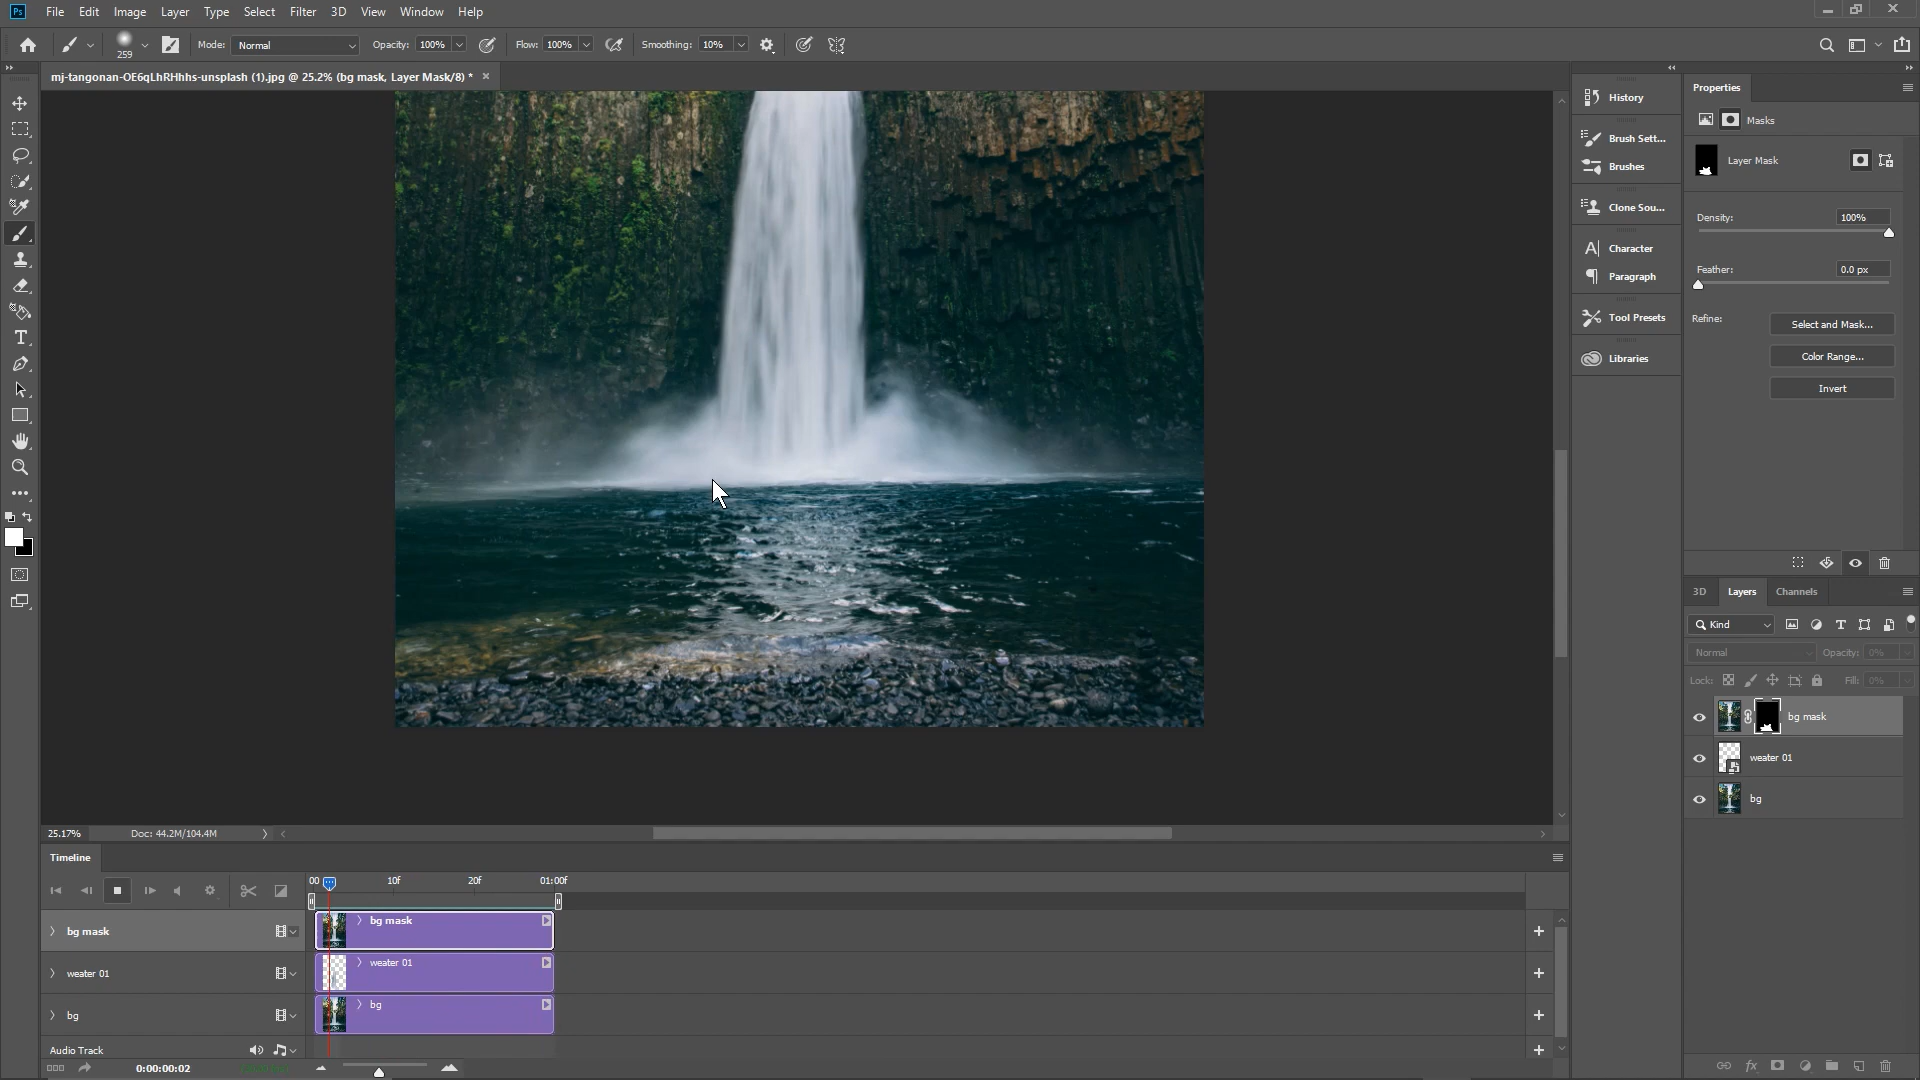 Ps File Edit Image Layer Type Select Filter 3D View Window Help
259 Mode: Normal Opacity: 100% Flow: 100% Smoothing: 10%
mj-tangonan-OE6qLhRHhhs-unsplash (1).jpg @ 25.2% (bg mask, Layer Mask/8) *
History
Brush Sett...
Brushes
Clone Sou...
Character
Paragraph
Tool Presets
Libraries
Properties
Masks
Layer Mask
Density: 100%
Feather: 0.0 px
Refine: Select and Mask...
Color Range...
Invert
3D Layers Channels
Kind
Normal Opacity: 0%
Lock: Fill: 0%
bg mask
weater 01
bg
25.17% Doc: 44.2M/104.4M
Timeline
00 10f 20f 01:00f
bg mask bg mask
weater 01 weater 01
bg bg
Audio Track
0:00:00:02